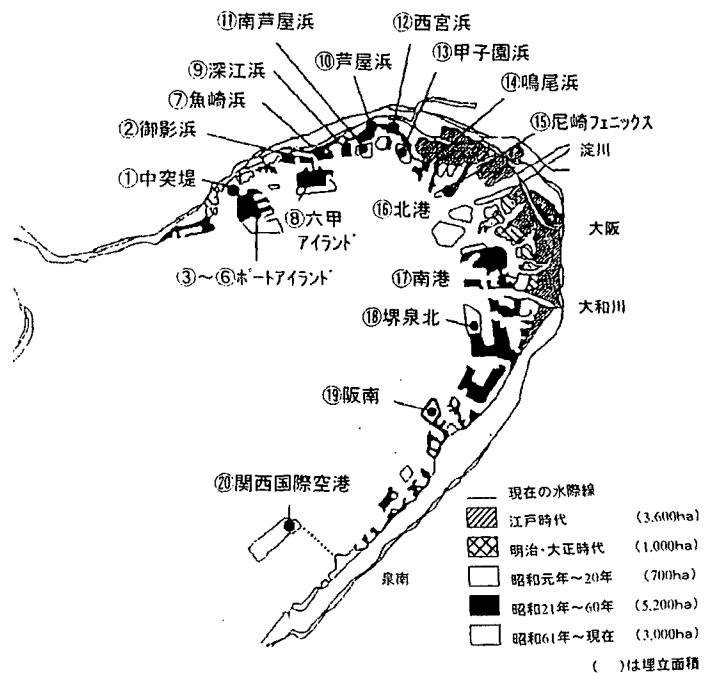 ⑪南芦屋浜
⑫西宮浜
⑩芦屋浜
⑬甲子園浜
⑨深江浜
⑭鳴尾浜
⑦魚崎浜
⑮尼崎フェニックス
②御影浜
淀川
①中突堤
⑧六甲
アイランド
⑯北港
大阪
③~⑥ポートアイランド
⑰南港
大和川
⑱堺泉北
⑲阪南
⑳関西国際空港
泉南
現在の水際線
江戸時代 (3,600ha)
明治・大正時代 (1,000ha)
昭和元年~20年 (700ha)
昭和21年~60年 (5,200ha)
昭和61年~現在 (3,000ha)
( )は埋立面積